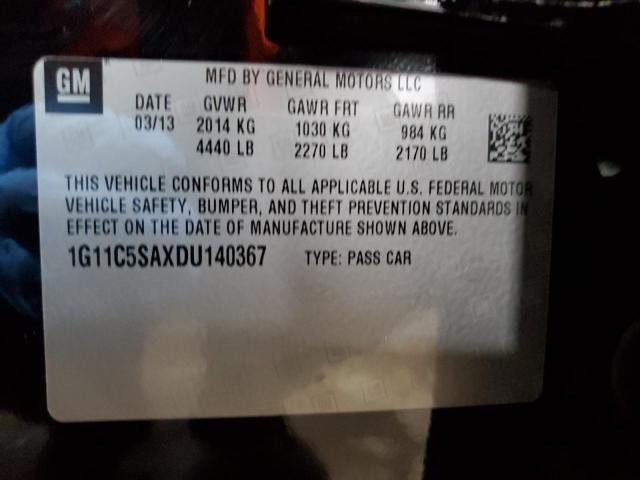 GM
MFD BY GENERAL MOTORS LLC
DATE GVWR GAWR FRT GAWR RR
03/13 2014 KG 1030 KG 984 KG
4440 LB 2270 LB 2170 LB
THIS VEHICLE CONFORMS TO ALL APPLICABLE U.S. FEDERAL MOTOR
VEHICLE SAFETY, BUMPER, AND THEFT PREVENTION STANDARDS IN
EFFECT ON THE DATE OF MANUFACTURE SHOWN ABOVE.
1G11C5SAXDU140367 TYPE: PASS CAR